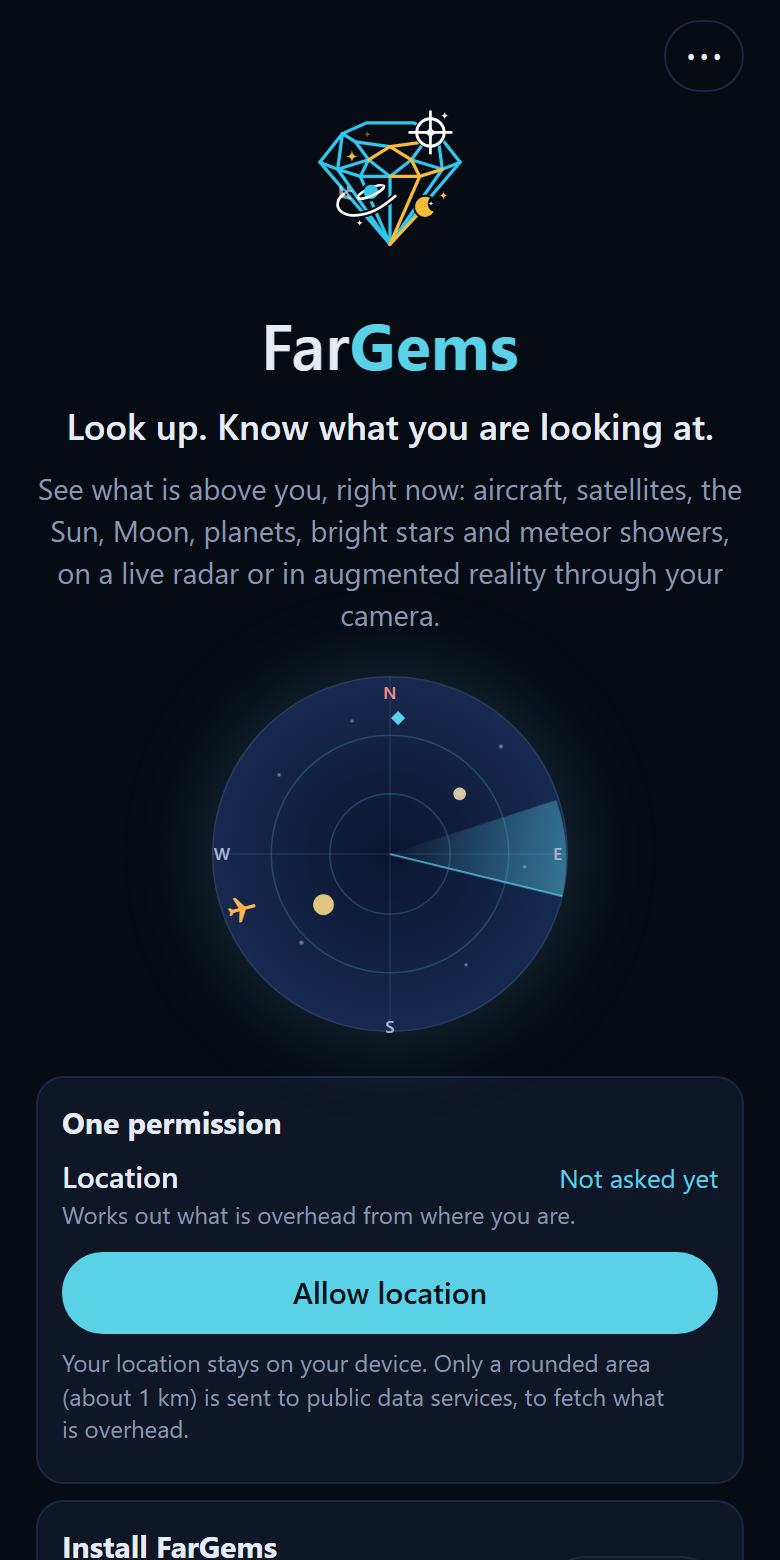 FarGems
Look up. Know what you are looking at.
See what is above you, right now: aircraft, satellites, the
Sun, Moon, planets, bright stars and meteor showers,
on a live radar or in augmented reality through your
camera.
N
W
E
S
One permission
Location
Not asked yet
Works out what is overhead from where you are.
Allow location
Your location stays on your device. Only a rounded area
(about 1 km) is sent to public data services, to fetch what
is overhead.
Install FarGems